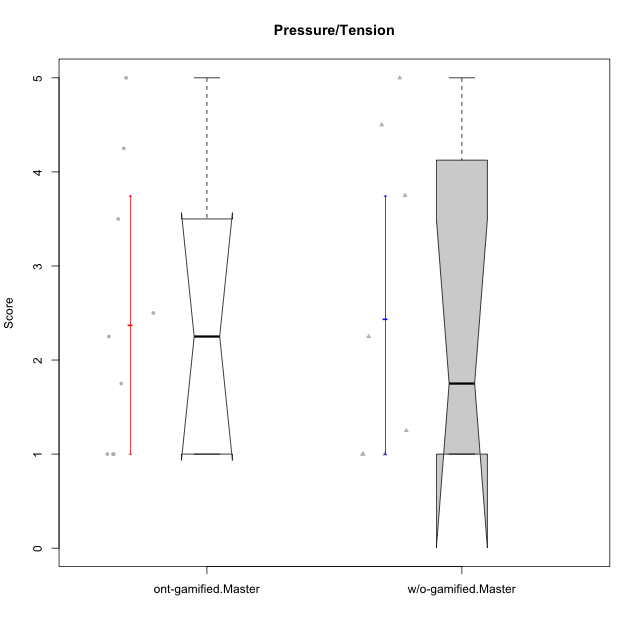 Pressure/Tension
5
4
3
2
1
0
Score
ont-gamified.Master
w/o-gamified.Master